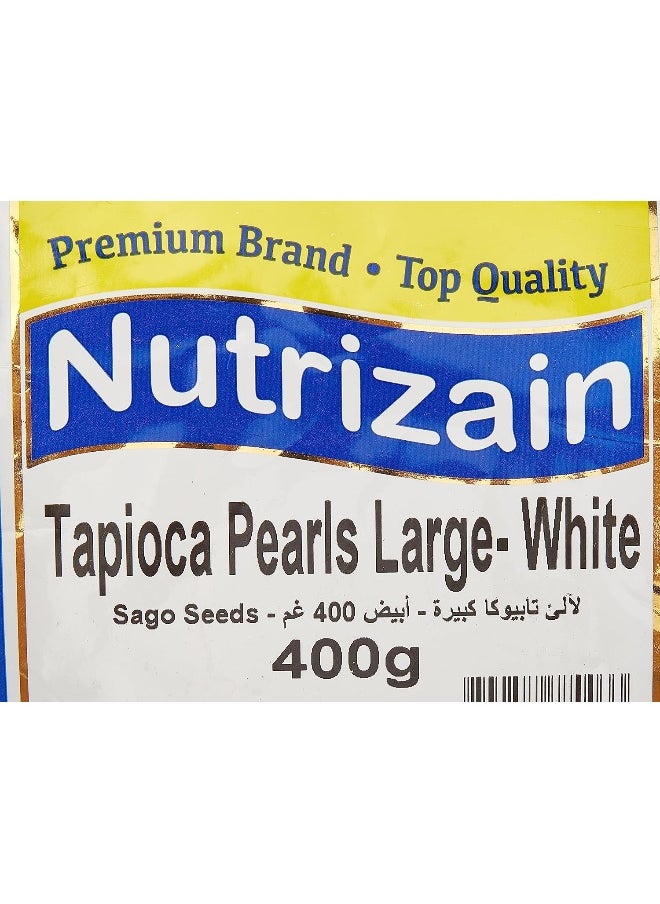 Premium Brand • Top Quality
Nutrizain
Tapioca Pearls Large- White
Sago Seeds - لآلئ تابيوكا كبيرة - أبيض 400 غم
400g